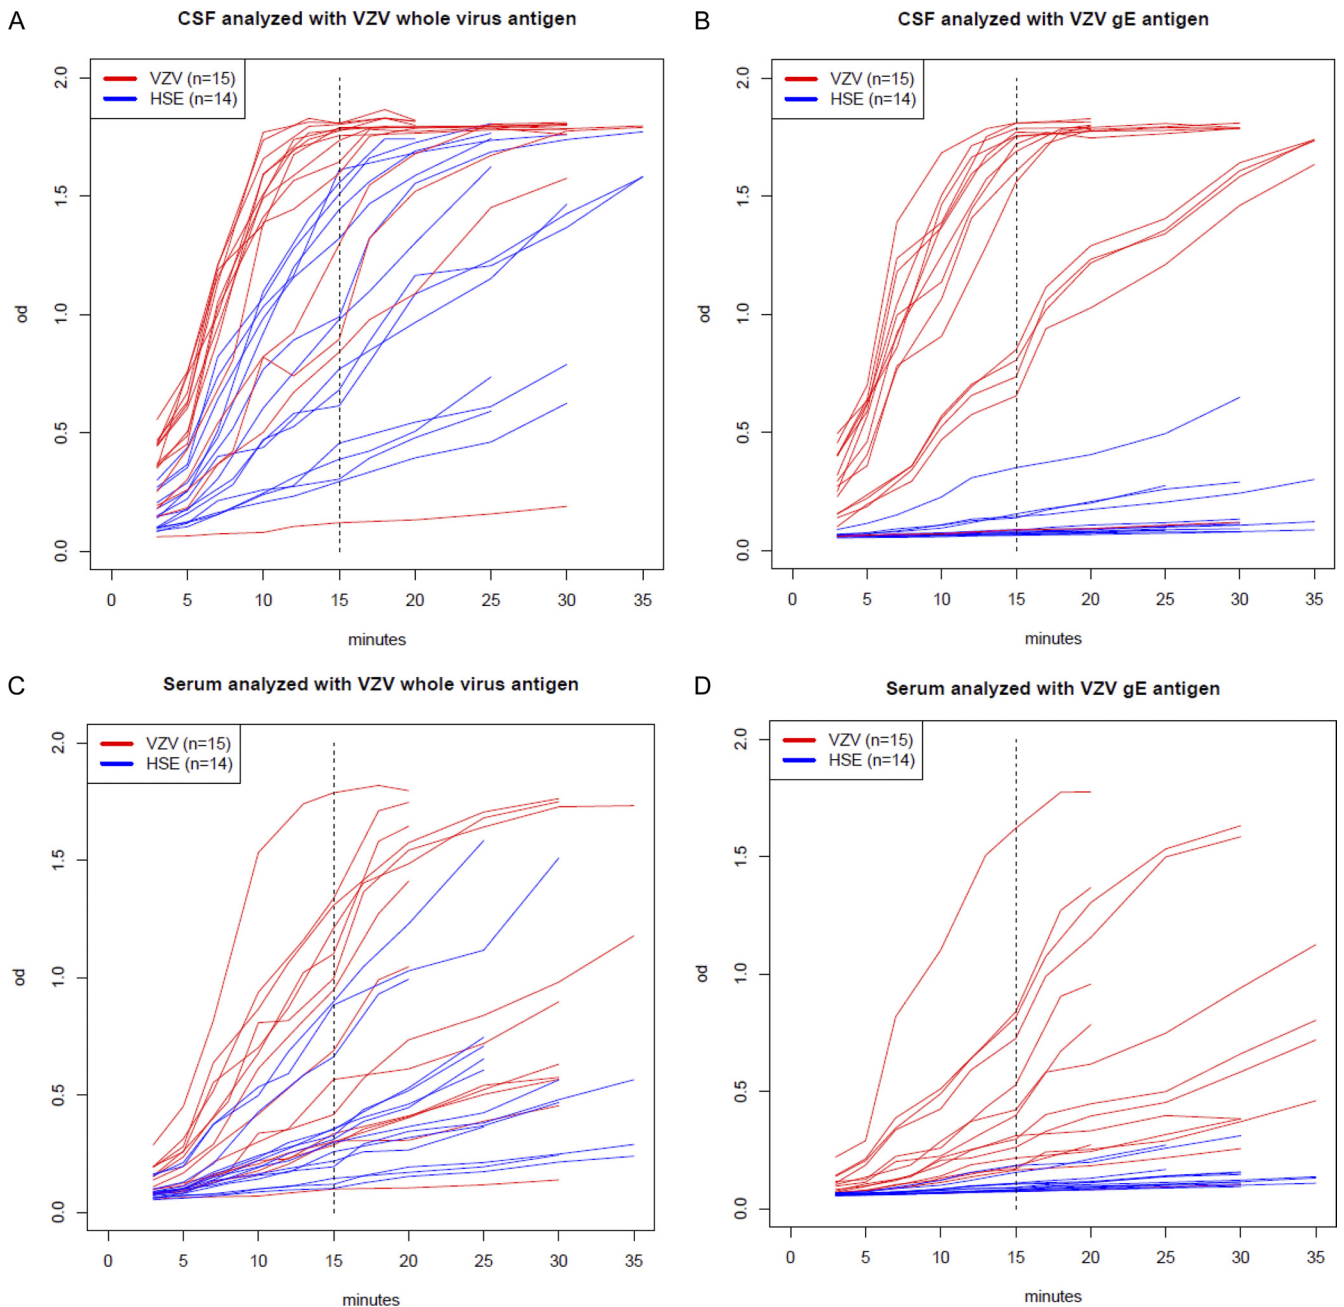 A
CSF analyzed with VZV whole virus antigen
VZV (n=15)
HSE (n=14)
od
2.0
1.5
1.0
0.5
0.0
0 5 10 15 20 25 30 35
minutes
B
CSF analyzed with VZV gE antigen
VZV (n=15)
HSE (n=14)
od
2.0
1.5
1.0
0.5
0.0
0 5 10 15 20 25 30 35
minutes
C
Serum analyzed with VZV whole virus antigen
VZV (n=15)
HSE (n=14)
od
2.0
1.5
1.0
0.5
0.0
0 5 10 15 20 25 30 35
minutes
D
Serum analyzed with VZV gE antigen
VZV (n=15)
HSE (n=14)
od
2.0
1.5
1.0
0.5
0.0
0 5 10 15 20 25 30 35
minutes